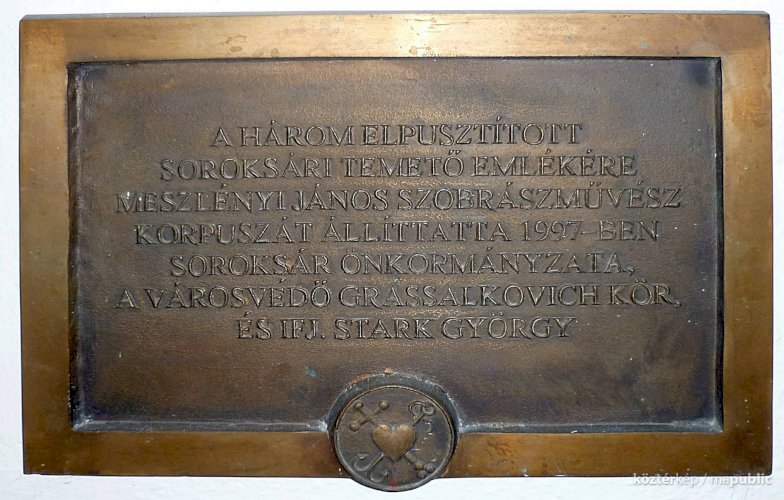 A HÁROM ELPUSZTÍTOTT
SOROKSÁRI TEMETŐ EMLÉKÉRE
MESZLÉNYI JÁNOS SZOBRÁSZMŰVÉSZ
KORPUSZÁT ÁLLÍTTATTA 1997-BEN
SOROKSÁR ÖNKORMÁNYZATA,
A VÁROSVÉDŐ GRASSALKOVICH KÖR,
ÉS IFJ. STARK GYÖRGY
köztérkép / mapublic